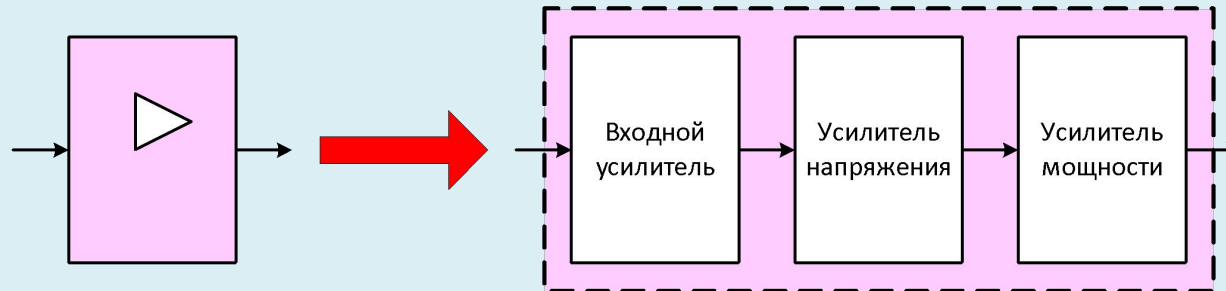 Входной
усилитель
Усилитель
напряжения
Усилитель
мощности